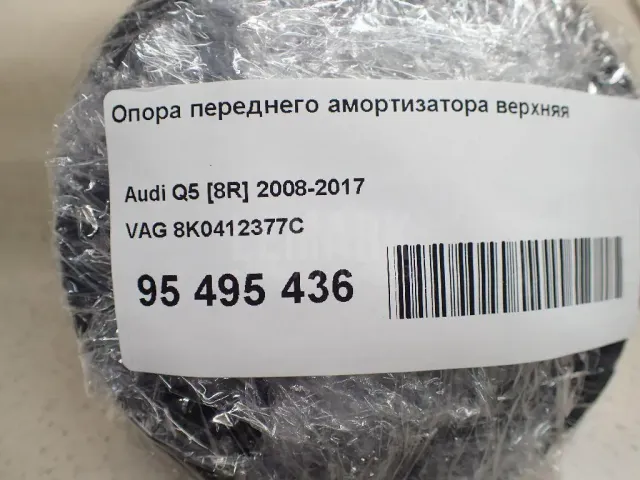 Опора переднего амортизатора верхняя
Audi Q5 [8R] 2008-2017
VAG 8K0412377C
95 495 436